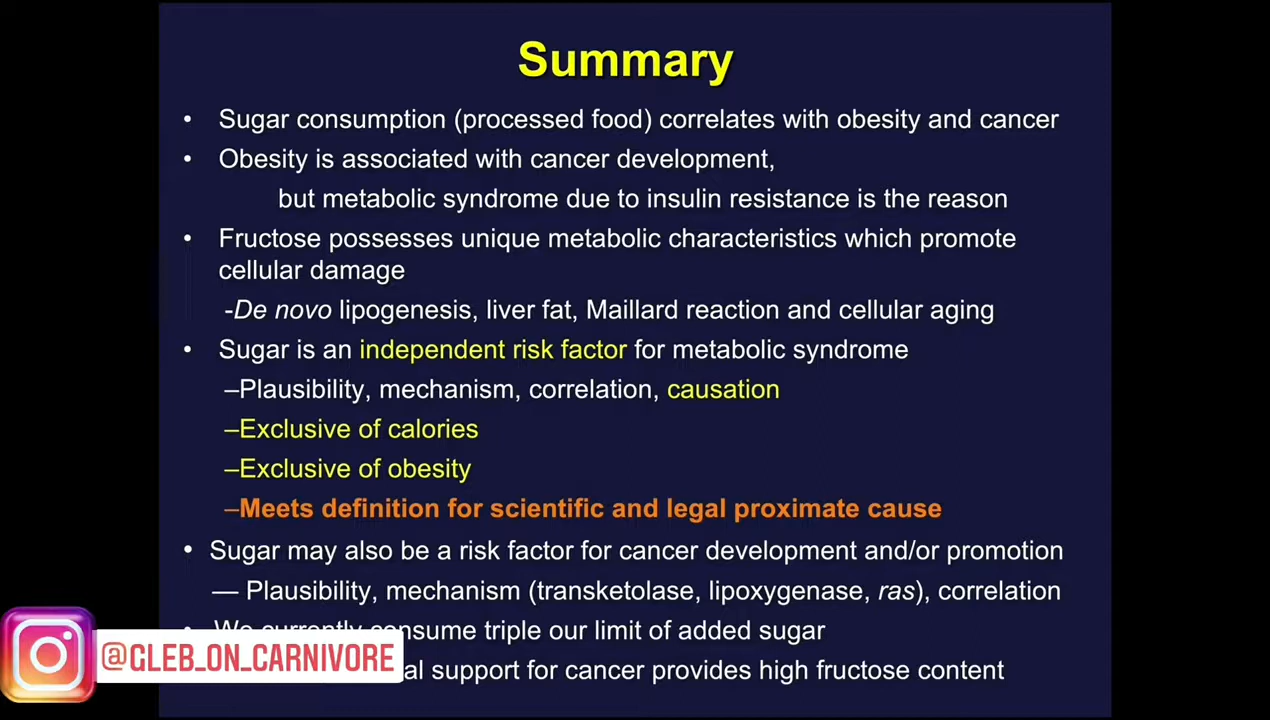 Summary
• Sugar consumption (processed food) correlates with obesity and cancer
• Obesity is associated with cancer development,
but metabolic syndrome due to insulin resistance is the reason
• Fructose possesses unique metabolic characteristics which promote
cellular damage
-De novo lipogenesis, liver fat, Maillard reaction and cellular aging
• Sugar is an independent risk factor for metabolic syndrome
–Plausibility, mechanism, correlation, causation
–Exclusive of calories
–Exclusive of obesity
–Meets definition for scientific and legal proximate cause
• Sugar may also be a risk factor for cancer development and/or promotion
— Plausibility, mechanism (transketolase, lipoxygenase, ras), correlation
• We currently consume triple our limit of added sugar
@GLEB_ON_CARNIVORE
support for cancer provides high fructose content